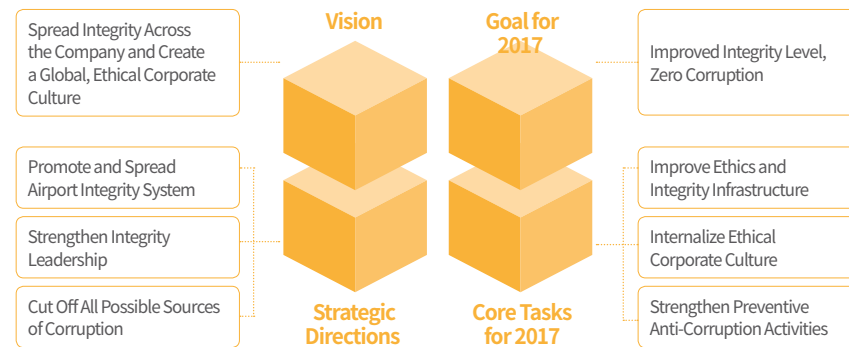 Vision
Spread Integrity Across
the Company and Create
a Global, Ethical Corporate
Culture
Goal for
2017
Improved Integrity Level,
Zero Corruption
Promote and Spread
Airport Integrity System
Strengthen Integrity
Leadership
Cut Off All Possible Sources
of Corruption
Strategic
Directions
Core Tasks
for 2017
Improve Ethics and
Integrity Infrastructure
Internalize Ethical
Corporate Culture
Strengthen Preventive
Anti-Corruption Activities